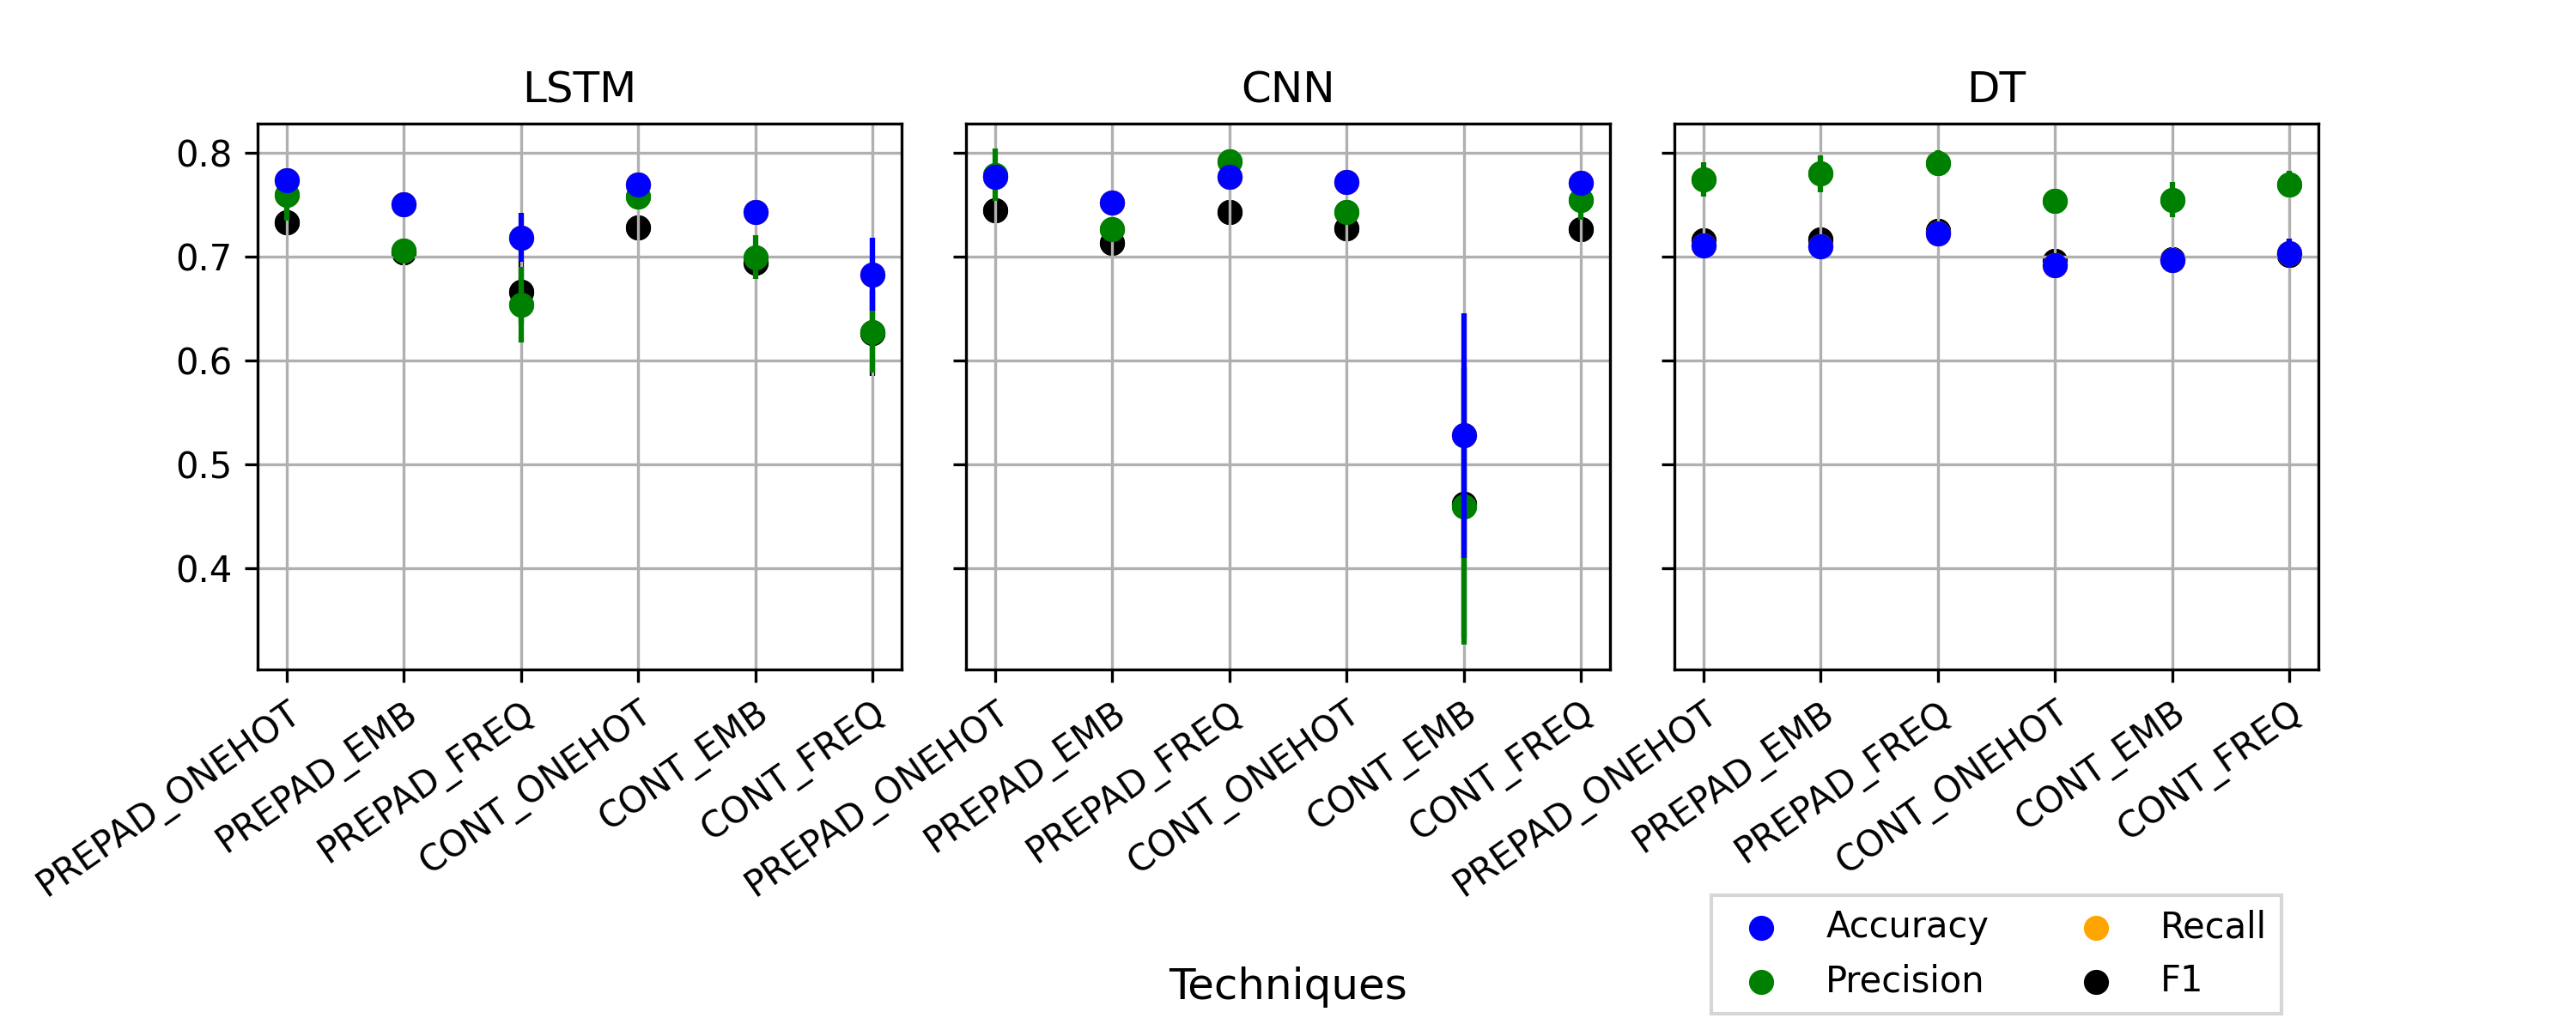 LSTM
CNN
DT
0.8
0.7
0.6
0.5
0.4
PREPAD_ONEHOT
PREPAD_EMB
PREPAD_FREQ
CONT_ONEHOT
CONT_EMB
CONT_FREQ
PREPAD_ONEHOT
PREPAD_EMB
PREPAD_FREQ
CONT_ONEHOT
CONT_EMB
CONT_FREQ
PREPAD_ONEHOT
PREPAD_EMB
PREPAD_FREQ
CONT_ONEHOT
CONT_EMB
CONT_FREQ
Techniques
Accuracy
Precision
Recall
F1